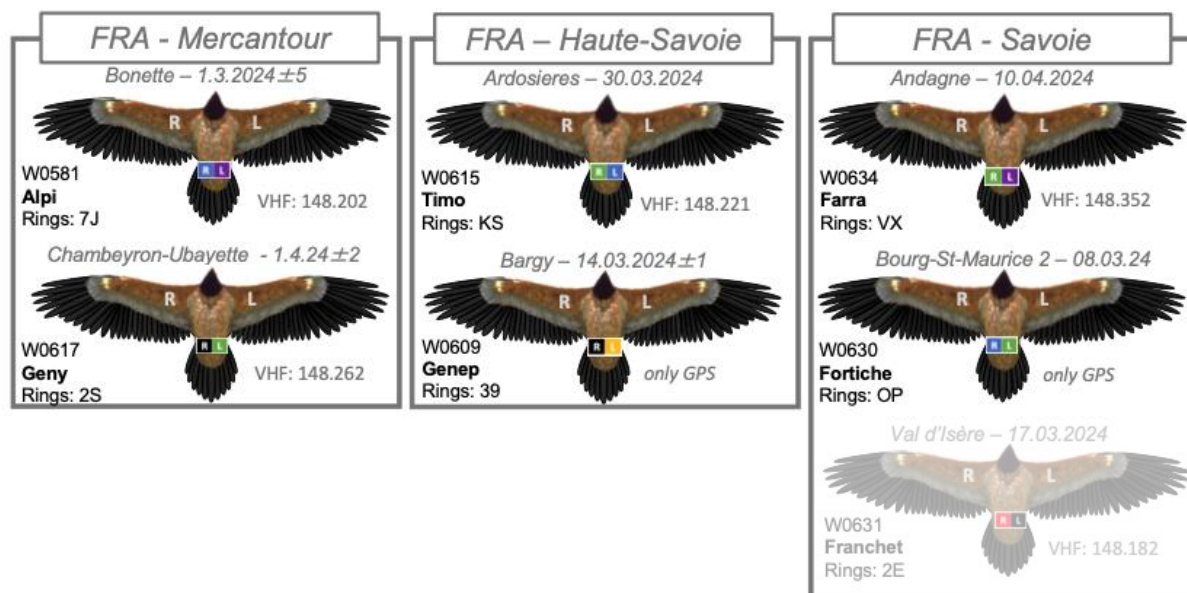 FRA - Mercantour
Bonette – 1.3.2024±5
R L
R L
W0581
Alpi
Rings: 7J
VHF: 148.202
Chambeyron-Ubayette - 1.4.24±2
R L
R L
W0617
Geny
Rings: 2S
VHF: 148.262
FRA – Haute-Savoie
Ardosieres – 30.03.2024
R L
R L
W0615
Timo
Rings: KS
VHF: 148.221
Bargy – 14.03.2024±1
R L
R L
W0609
Genep
Rings: 39
only GPS
FRA - Savoie
Andagne – 10.04.2024
R L
R L
W0634
Farra
Rings: VX
VHF: 148.352
Bourg-St-Maurice 2 – 08.03.24
R L
R L
W0630
Fortiche
Rings: OP
only GPS
Val d'Isère – 17.03.2024
R L
R L
W0631
Franchet
Rings: 2E
VHF: 148.182